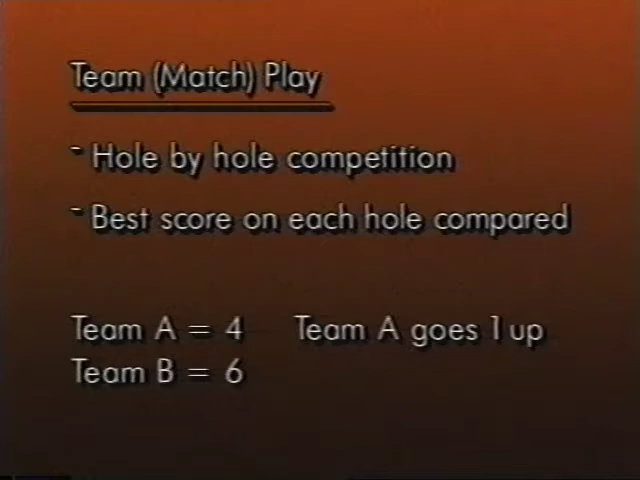 Team (Match) Play
- Hole by hole competition
- Best score on each hole compared
Team A = 4 Team A goes 1 up
Team B = 6